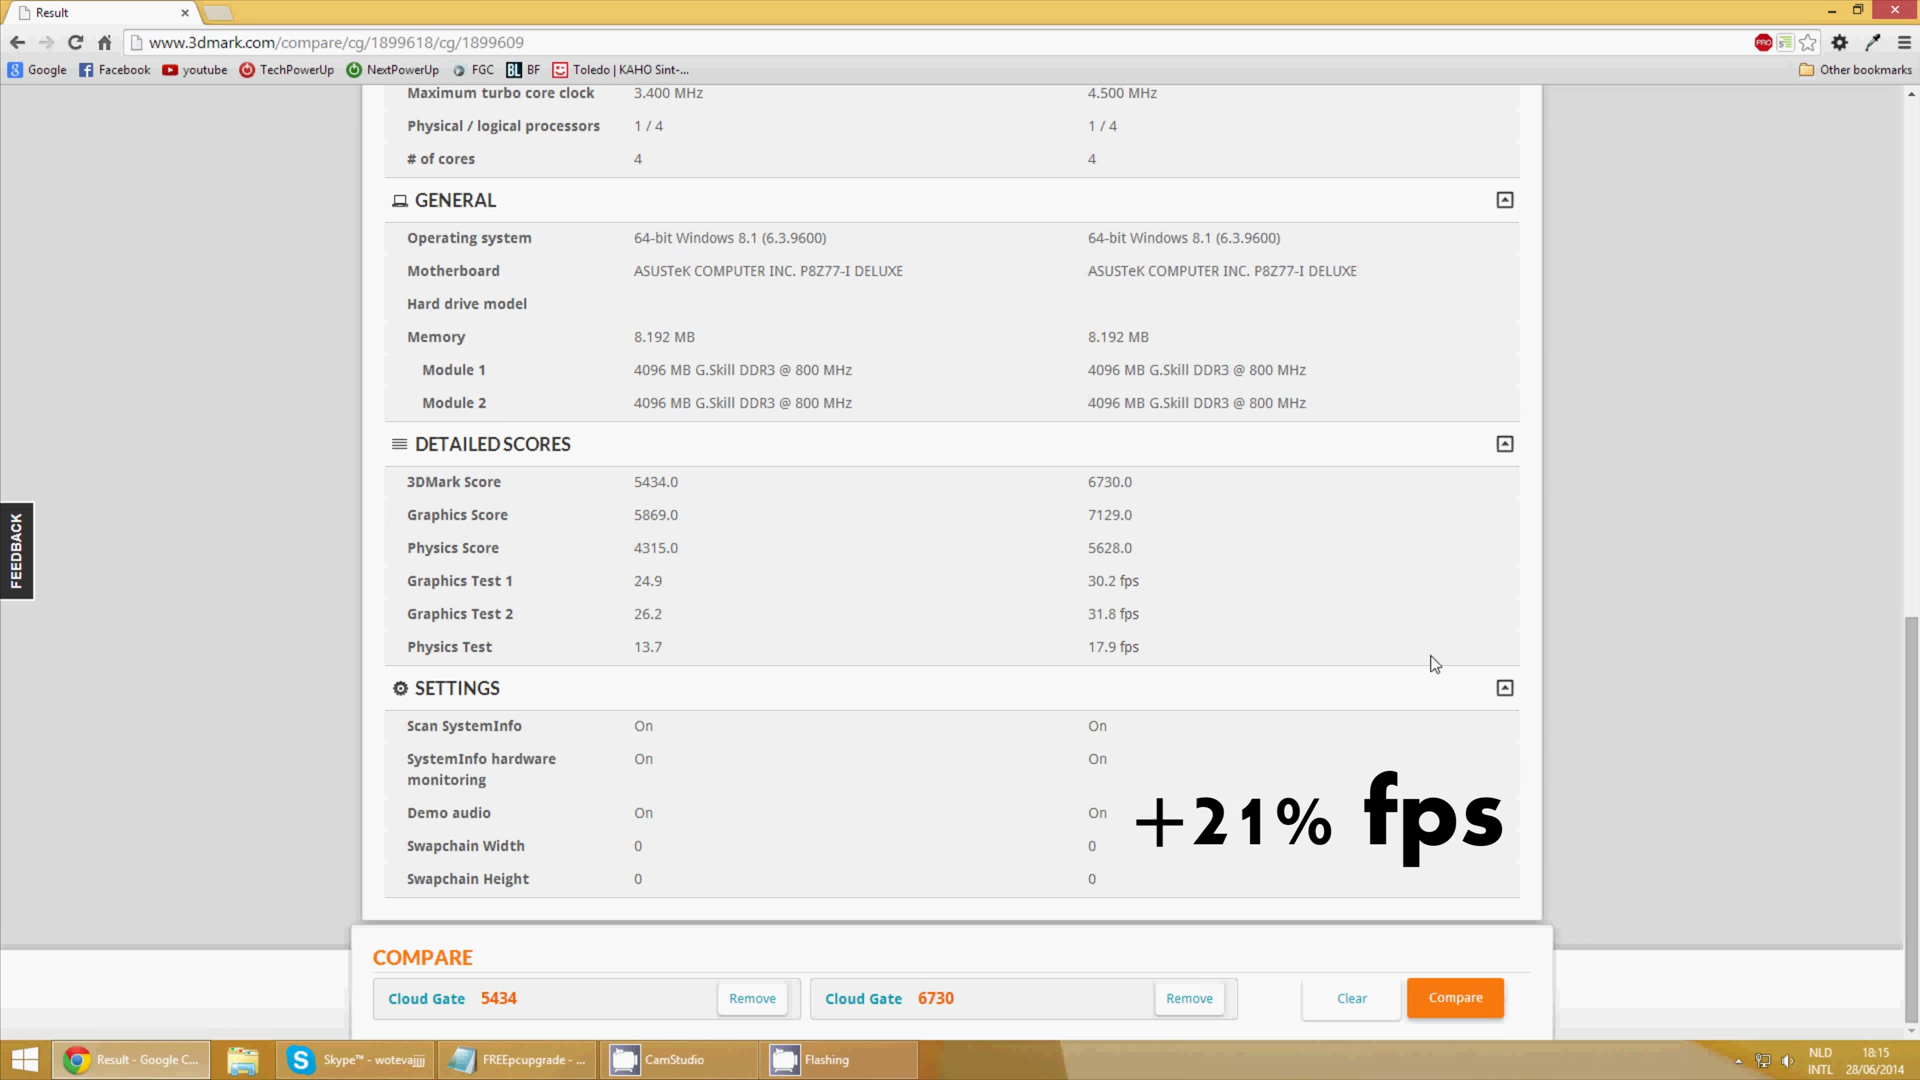 Result
www.3dmark.com/compare/cg/1899618/cg/1899609
PRO
Google Facebook youtube TechPowerUp NextPowerUp FGC BL BF Toledo | KAHO Sint-... Other bookmarks
Maximum turbo core clock 3.400 MHz 4.500 MHz
Physical / logical processors 1 / 4 1 / 4
# of cores 4 4
GENERAL
Operating system 64-bit Windows 8.1 (6.3.9600) 64-bit Windows 8.1 (6.3.9600)
Motherboard ASUSTeK COMPUTER INC. P8Z77-I DELUXE ASUSTeK COMPUTER INC. P8Z77-I DELUXE
Hard drive model
Memory 8.192 MB 8.192 MB
Module 1 4096 MB G.Skill DDR3 @ 800 MHz 4096 MB G.Skill DDR3 @ 800 MHz
Module 2 4096 MB G.Skill DDR3 @ 800 MHz 4096 MB G.Skill DDR3 @ 800 MHz
DETAILED SCORES
3DMark Score 5434.0 6730.0
Graphics Score 5869.0 7129.0
Physics Score 4315.0 5628.0
Graphics Test 1 24.9 30.2 fps
Graphics Test 2 26.2 31.8 fps
Physics Test 13.7 17.9 fps
FEEDBACK
SETTINGS
Scan SystemInfo On On
SystemInfo hardware On On
monitoring
Demo audio On On
+21% fps
Swapchain Width 0 0
Swapchain Height 0 0
COMPARE
Cloud Gate 5434 Remove Cloud Gate 6730 Remove Clear Compare
Result - Google C... Skype™ - wotevajjjj FREEpcupgrade - ... CamStudio Flashing NLD 18:15
INTL 28/06/2014